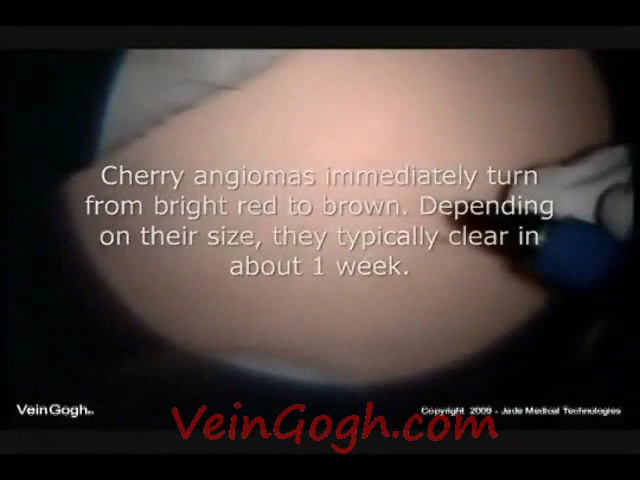 Cherry angiomas immediately turn
from bright red to brown. Depending
on their size, they typically clear in
about 1 week.
VeinGogh™
VeinGogh.com
Copyright 2009 - Jade Medical Technologies